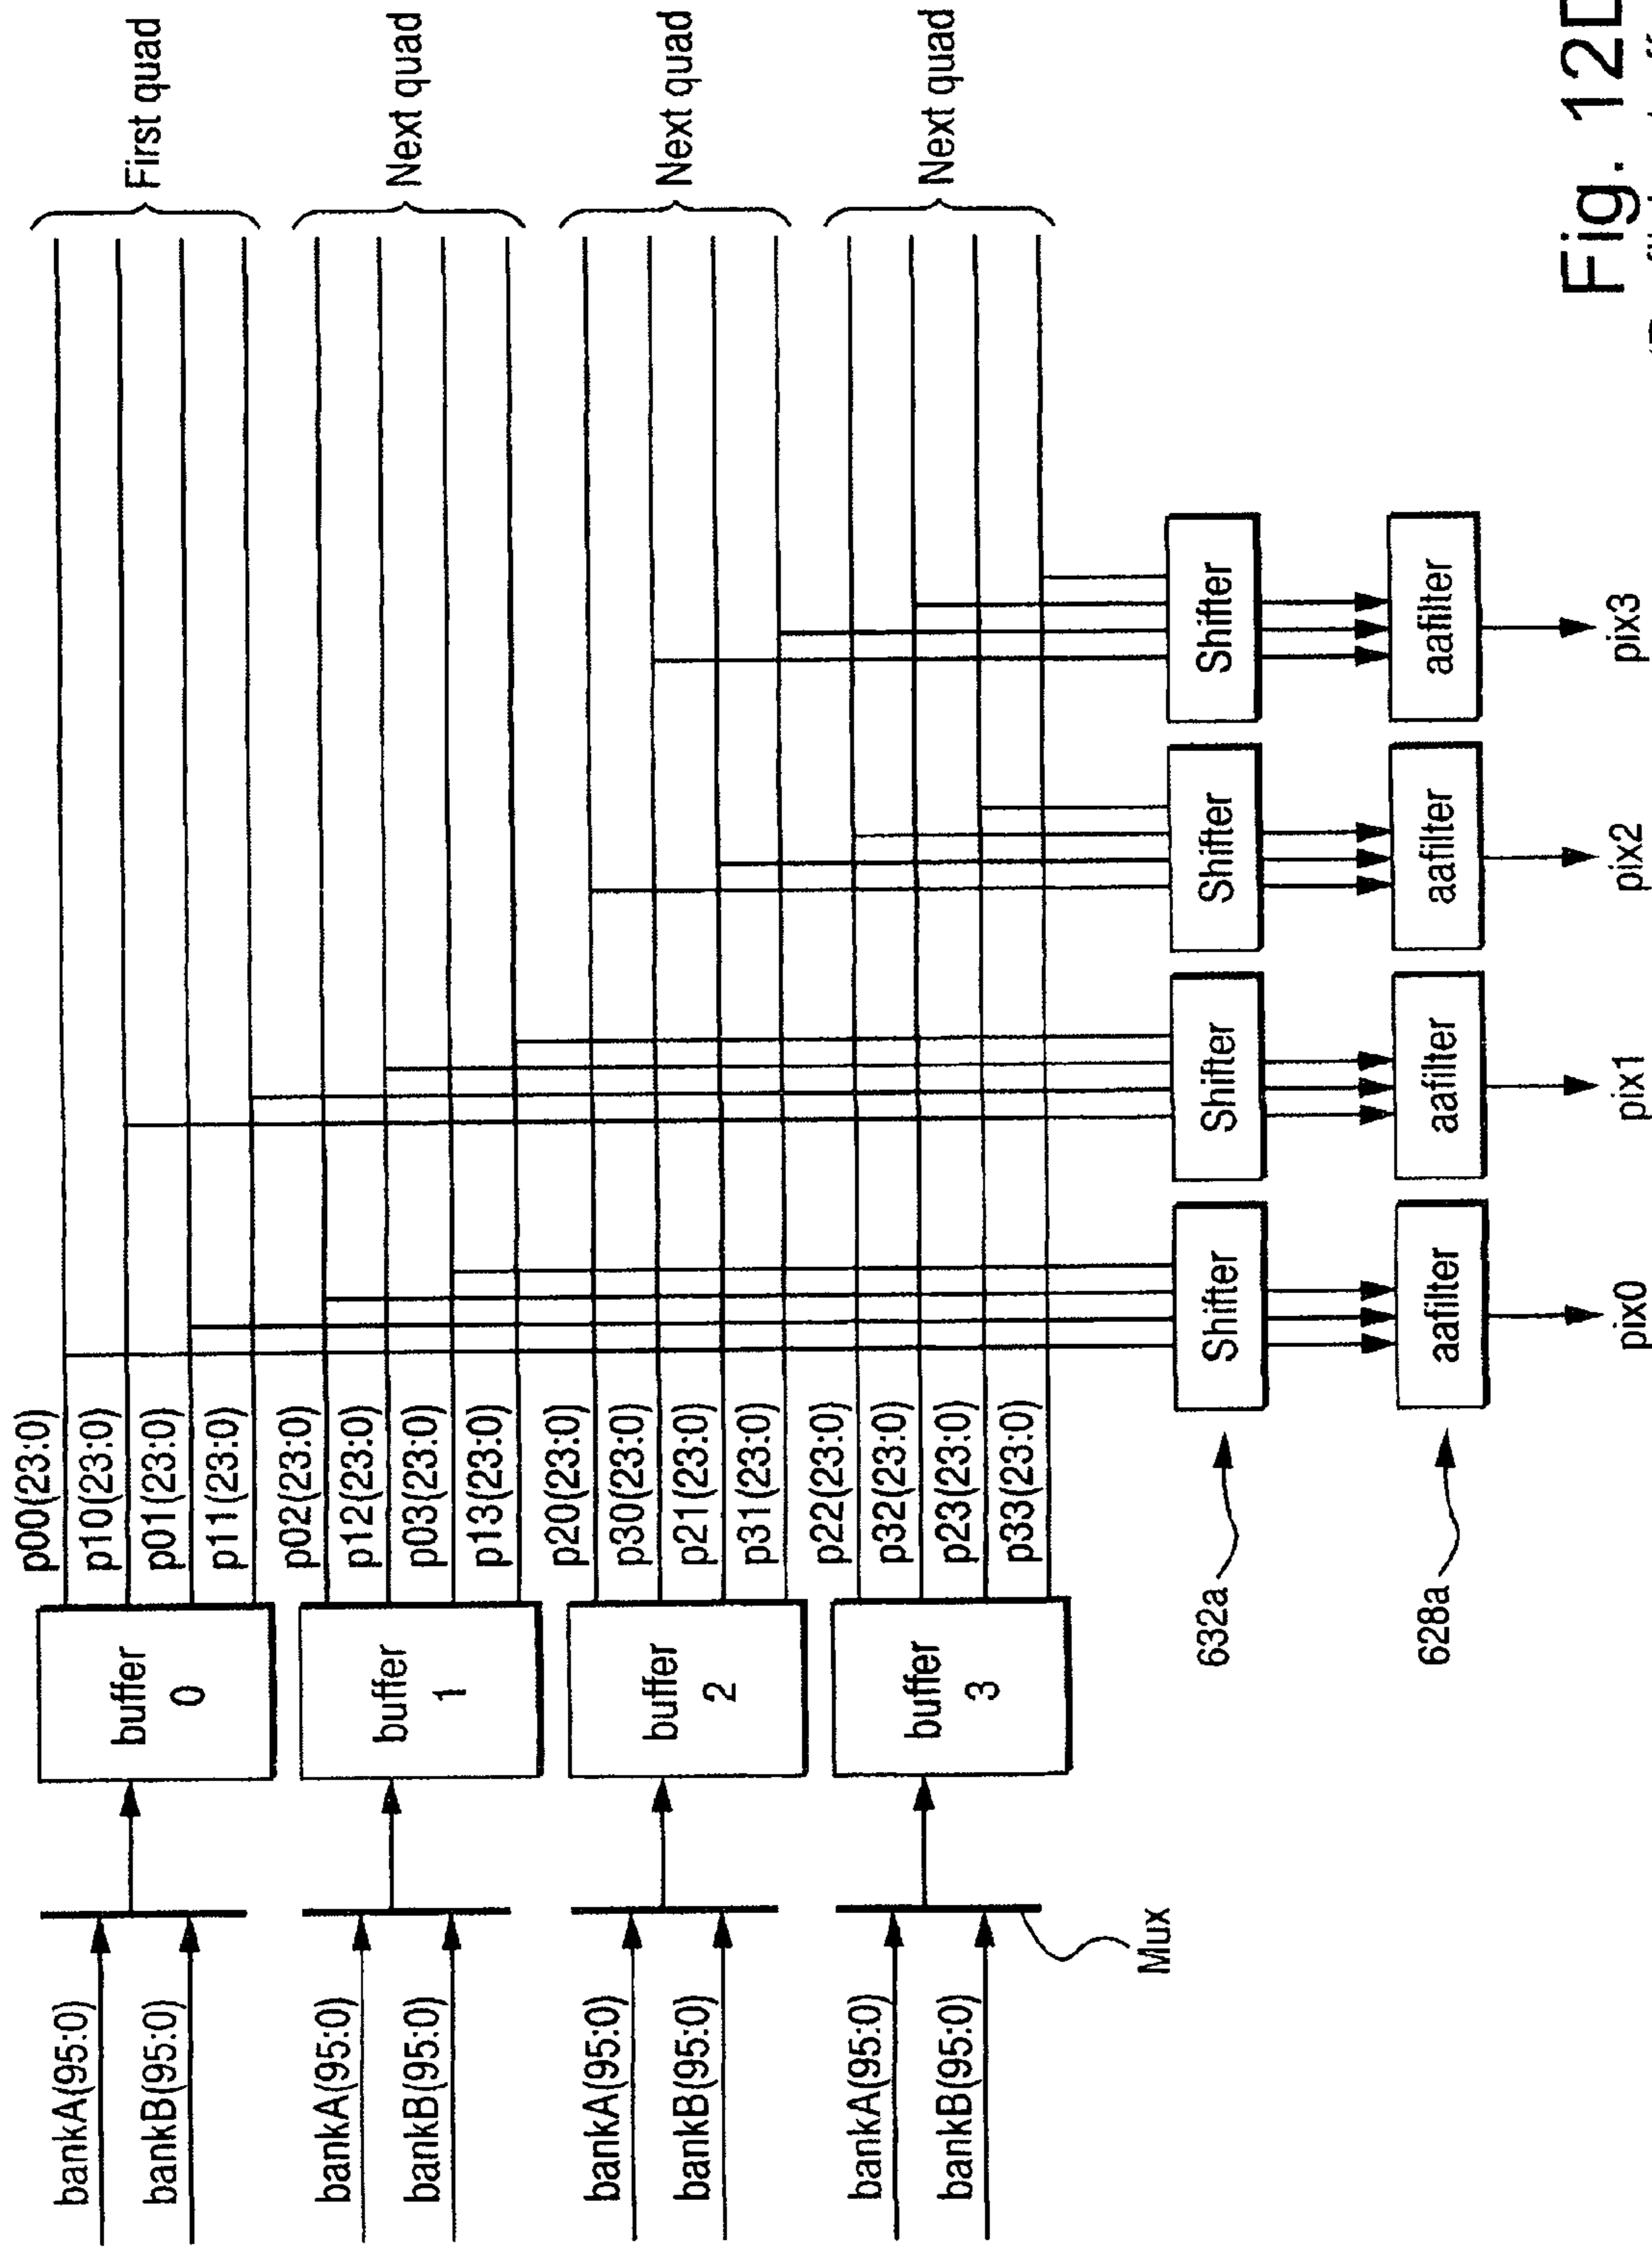 bankA(95:0)
bankB(95:0)
buffer
0
p00(23:0)
p10(23:0)
p01(23:0)
p11(23:0)
First quad
bankA(95:0)
bankB(95:0)
buffer
1
p02(23:0)
p12(23:0)
p03(23:0)
p13(23:0)
Next quad
bankA(95:0)
bankB(95:0)
buffer
2
p20(23:0)
p30(23:0)
p21(23:0)
p31(23:0)
Next quad
bankA(95:0)
bankB(95:0)
buffer
3
p22(23:0)
p32(23:0)
p23(23:0)
p33(23:0)
Next quad
Mux
632a
Shifter
Shifter
Shifter
Shifter
628a
aafilter
aafilter
aafilter
aafilter
pix0
pix1
pix2
pix3
Fig. 12D